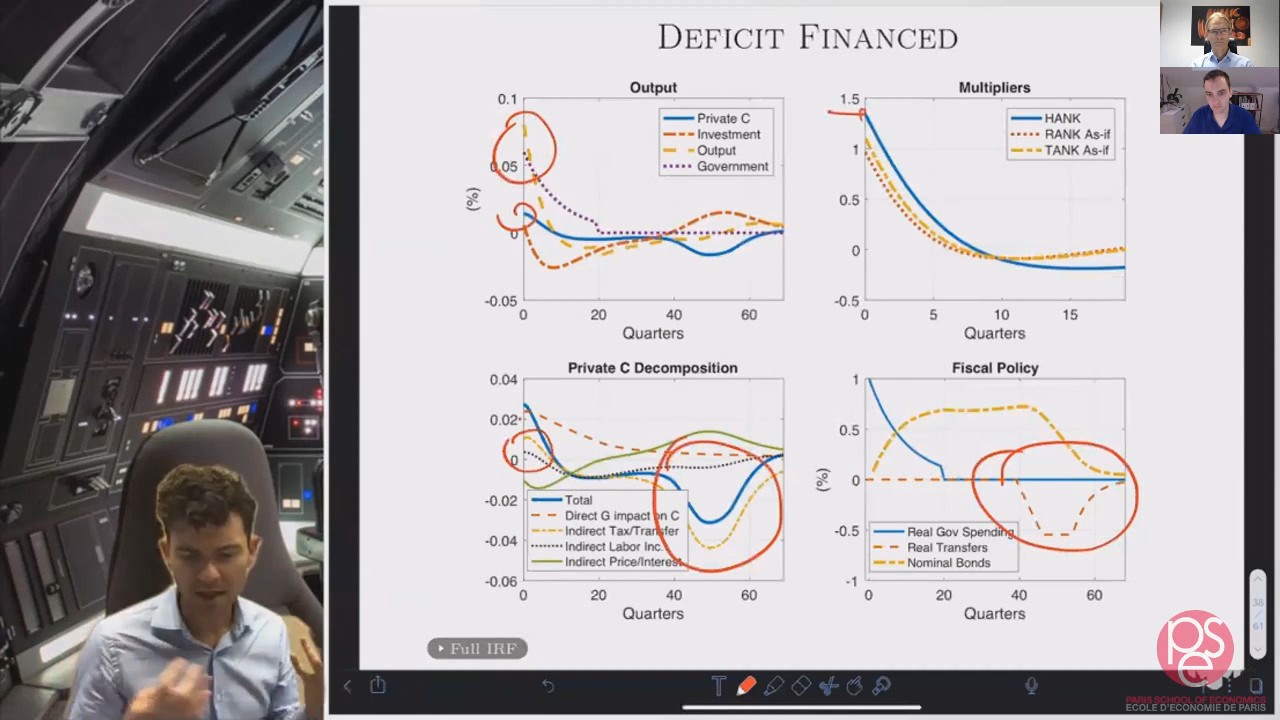 DEFICIT FINANCED
Output
0.1
0.05
0
-0.05
(%)
0
20
40
60
Quarters
Private C
Investment
Output
Government
Multipliers
1.5
1
0.5
0
-0.5
0
5
10
15
Quarters
HANK
RANK As-if
TANK As-if
Private C Decomposition
0.04
0.02
0
-0.02
-0.04
-0.06
0
20
40
60
Quarters
Total
Direct G impact on C
Indirect Tax/Transfer
Indirect Labor Inc.
Indirect Price/Interest
Fiscal Policy
1
0.5
0
-0.5
-1
(%)
0
20
40
60
Quarters
Real Gov Spending
Real Transfers
Nominal Bonds
Full IRF
38
/
61
pse
PARIS SCHOOL OF ECONOMICS
ECOLE D'ECONOMIE DE PARIS